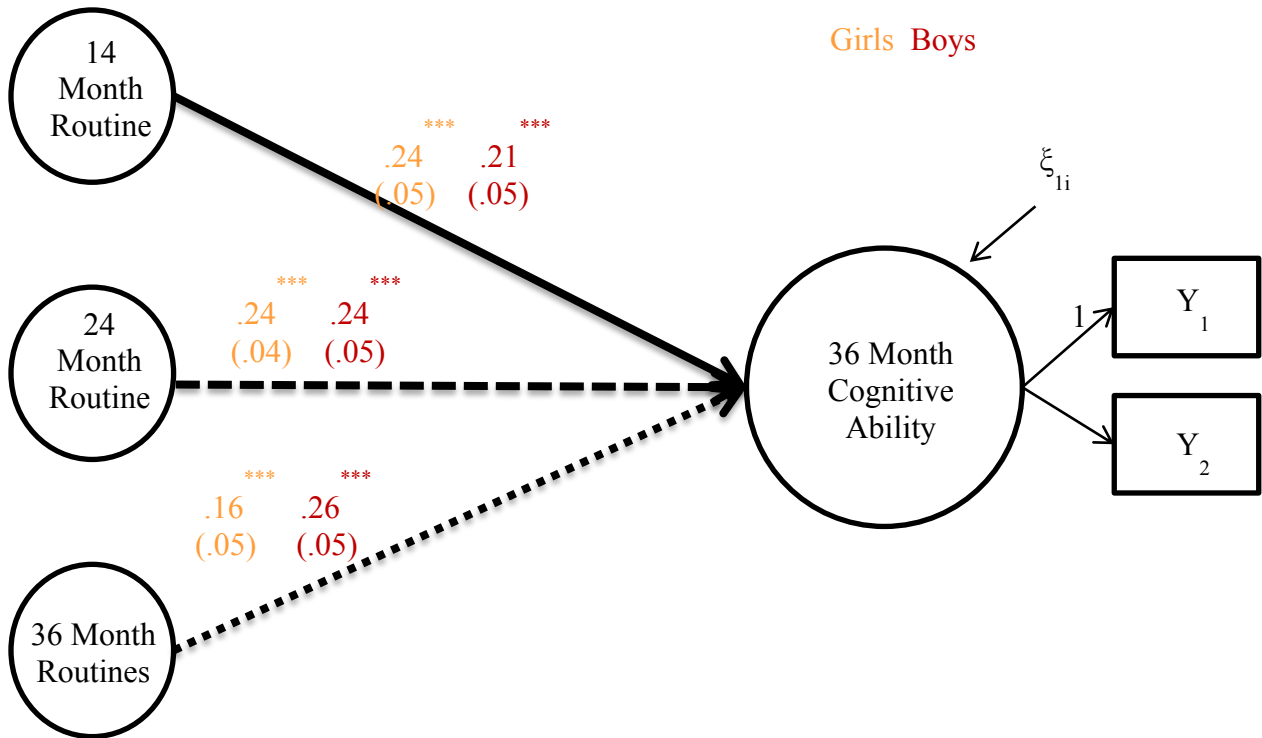 14
Month
Routine
Girls Boys
*** ***
.24 .21
(.05) (.05)
ξ1i
24
Month
Routine
*** ***
.24 .24
(.04) (.05)
36 Month
Cognitive
Ability
1
Y1
Y2
*** ***
.16 .26
(.05) (.05)
36 Month
Routines